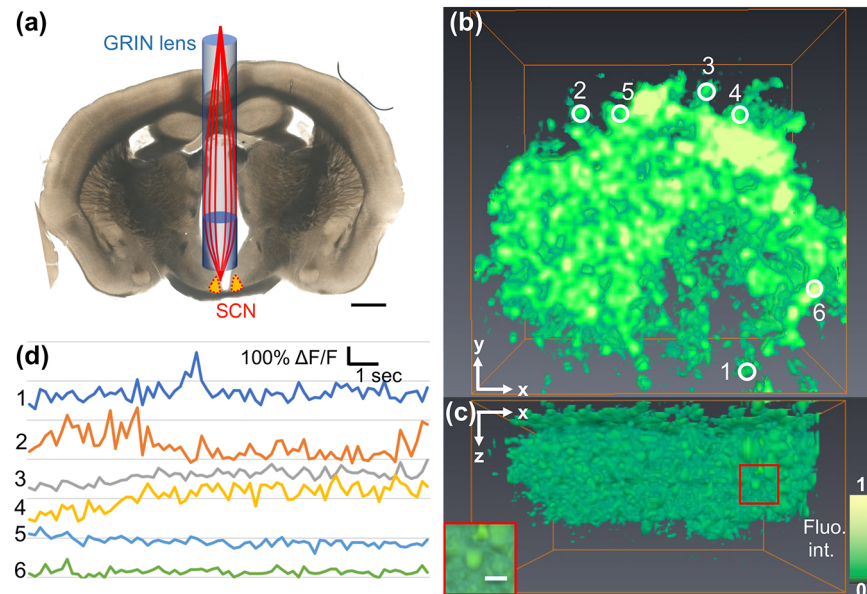 (a)
GRIN lens
SCN
(b)
2
5
3
4
6
1
y
x
(c)
x
z
1
Fluo.
int.
0
(d)
100% ΔF/F
1 sec
1
2
3
4
5
6